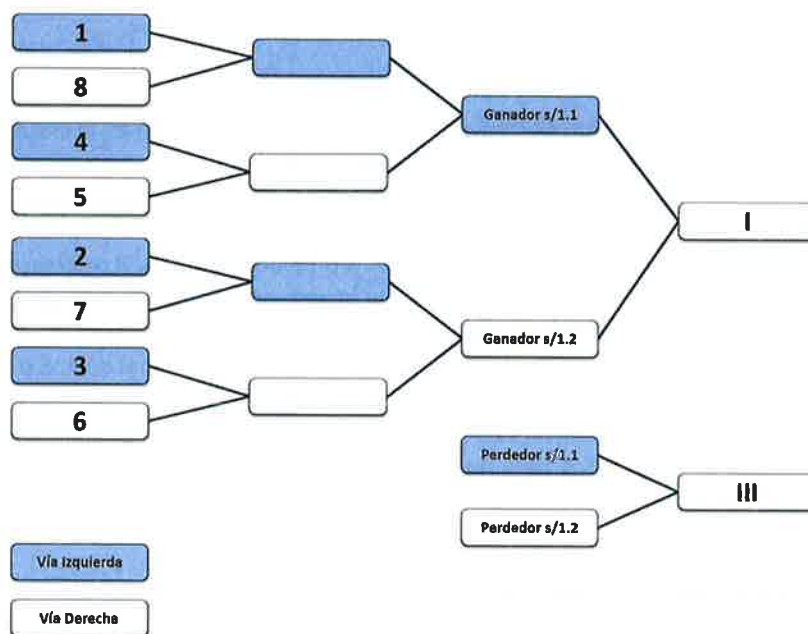 1
8
4
5
2
7
3
6
Ganador s/1.1
Ganador s/1.2
I
Perdedor s/1.1
Perdedor s/1.2
III
Vía Izquierda
Vía Derecha